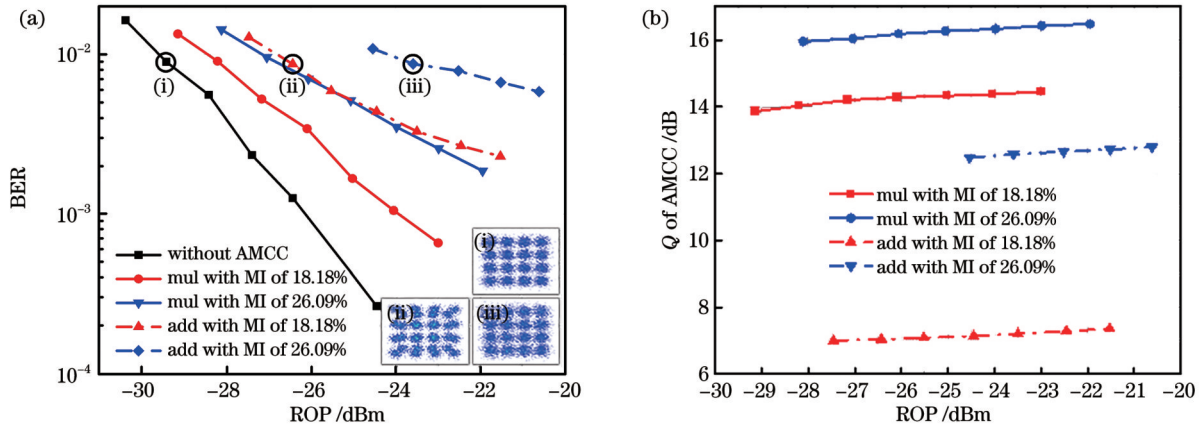 (a)
10⁻²
10⁻³
10⁻⁴
BER
(i)
(ii)
(iii)
without AMCC
mul with MI of 18.18%
mul with MI of 26.09%
add with MI of 18.18%
add with MI of 26.09%
(i)
(ii)
(iii)
−30 −28 −26 −24 −22 −20
ROP /dBm
(b)
16
14
12
10
8
6
Q of AMCC /dB
mul with MI of 18.18%
mul with MI of 26.09%
add with MI of 18.18%
add with MI of 26.09%
−29 −28 −27 −26 −25 −24 −23 −22 −21 −20
ROP /dBm